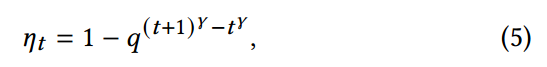 η_t = 1 − q^{(t+1)^γ − t^γ}, (5)